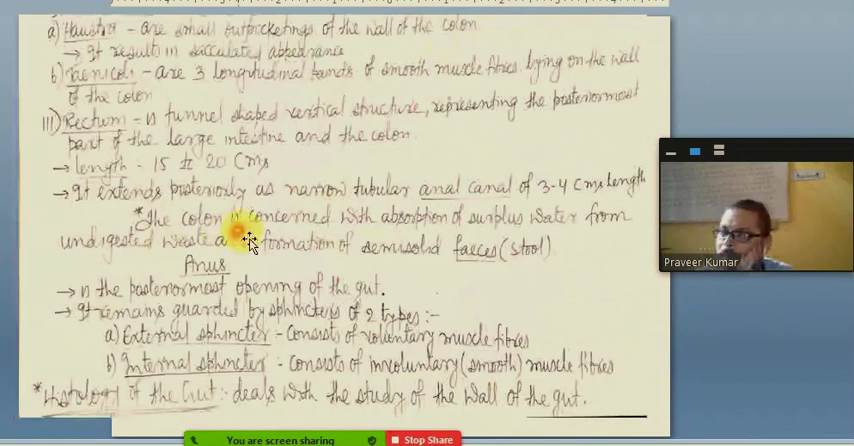 a) Haustra - are small outpocketings of the wall of the colon
→ It results in sacculated appearance
b) Taenicoli - are 3 longitudinal bands of smooth muscle fibres, lying on the wall
of the colon
III) Rectum - is funnel shaped vertical structure, representing the posteriormost
part of the large intestine and the colon.
→ length - 15 to 20 Cms
→ It extends posteriorly as narrow tubular anal canal of 3-4 Cms length
*The colon is concerned with absorption of surplus water from
undigested waste formation of semisolid faeces (stool)
Anus
→ is the posteriormost opening of the gut.
→ It remains guarded by sphincters of 2 types:-
a) External sphincter - consists of voluntary muscle fibres
b) Internal sphincter - consists of involuntary (smooth) muscle fibres
*Histology of the Gut:- deals with the study of the wall of the gut.
Praveer Kumar
You are screen sharing
Stop Share